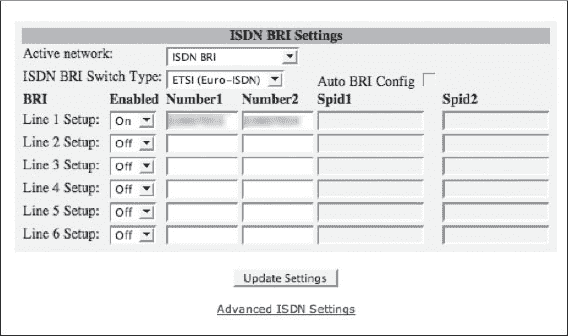 ISDN BRI Settings
Active network: ISDN BRI
ISDN BRI Switch Type: ETSI (Euro-ISDN) Auto BRI Config
BRI Enabled Number1 Number2 Spid1 Spid2
Line 1 Setup: On
Line 2 Setup: Off
Line 3 Setup: Off
Line 4 Setup: Off
Line 5 Setup: Off
Line 6 Setup: Off
Update Settings
Advanced ISDN Settings